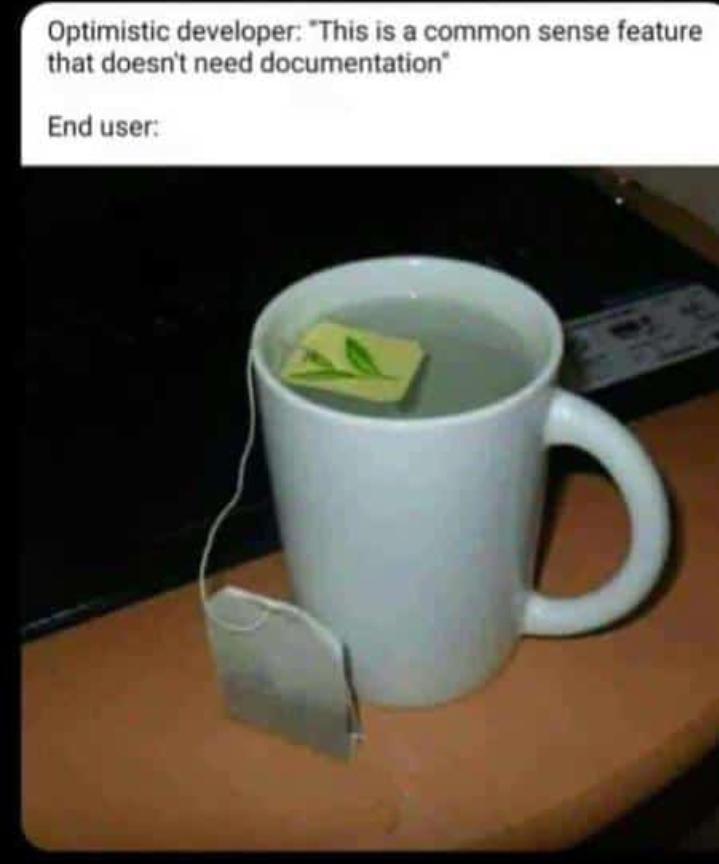 Optimistic developer: "This is a common sense feature
that doesn't need documentation"
End user: